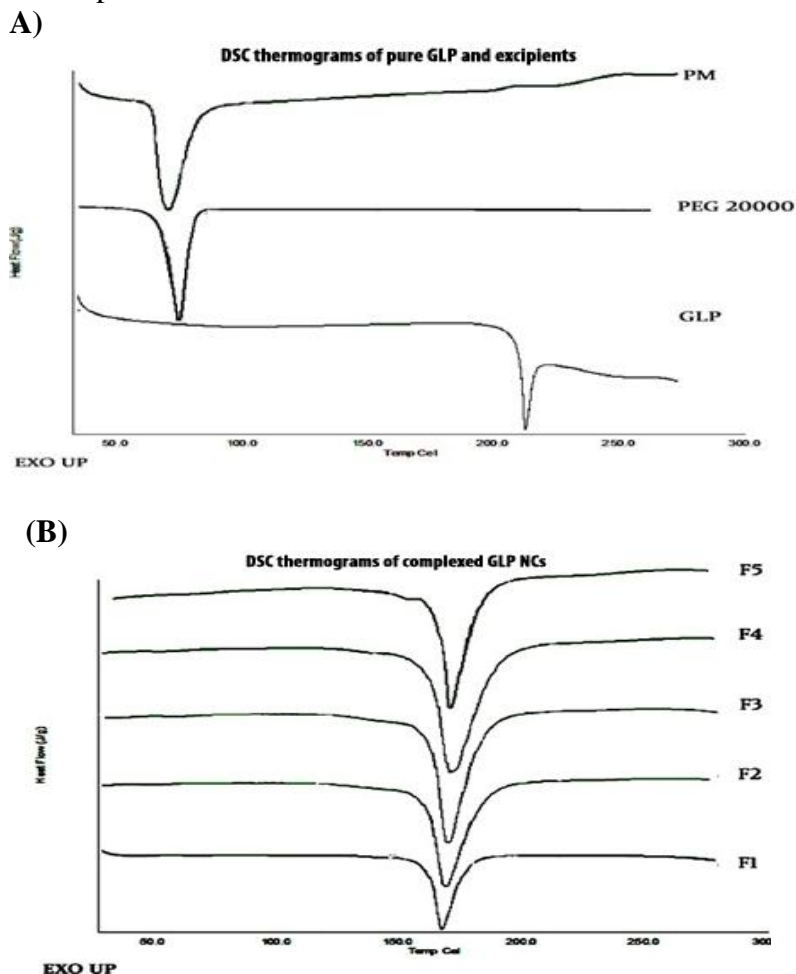 A)
DSC thermograms of pure GLP and excipients
PM
PEG 20000
GLP
Heat Flow(J/g)
50.0 100.0 150.0 200.0 250.0 300.0
Temp Cel
EXO UP
(B)
DSC thermograms of complexed GLP NCs
F5
F4
F3
F2
F1
Heat Flow(J/g)
50.0 100.0 150.0 200.0 250.0 300
Temp Cel
EXO UP